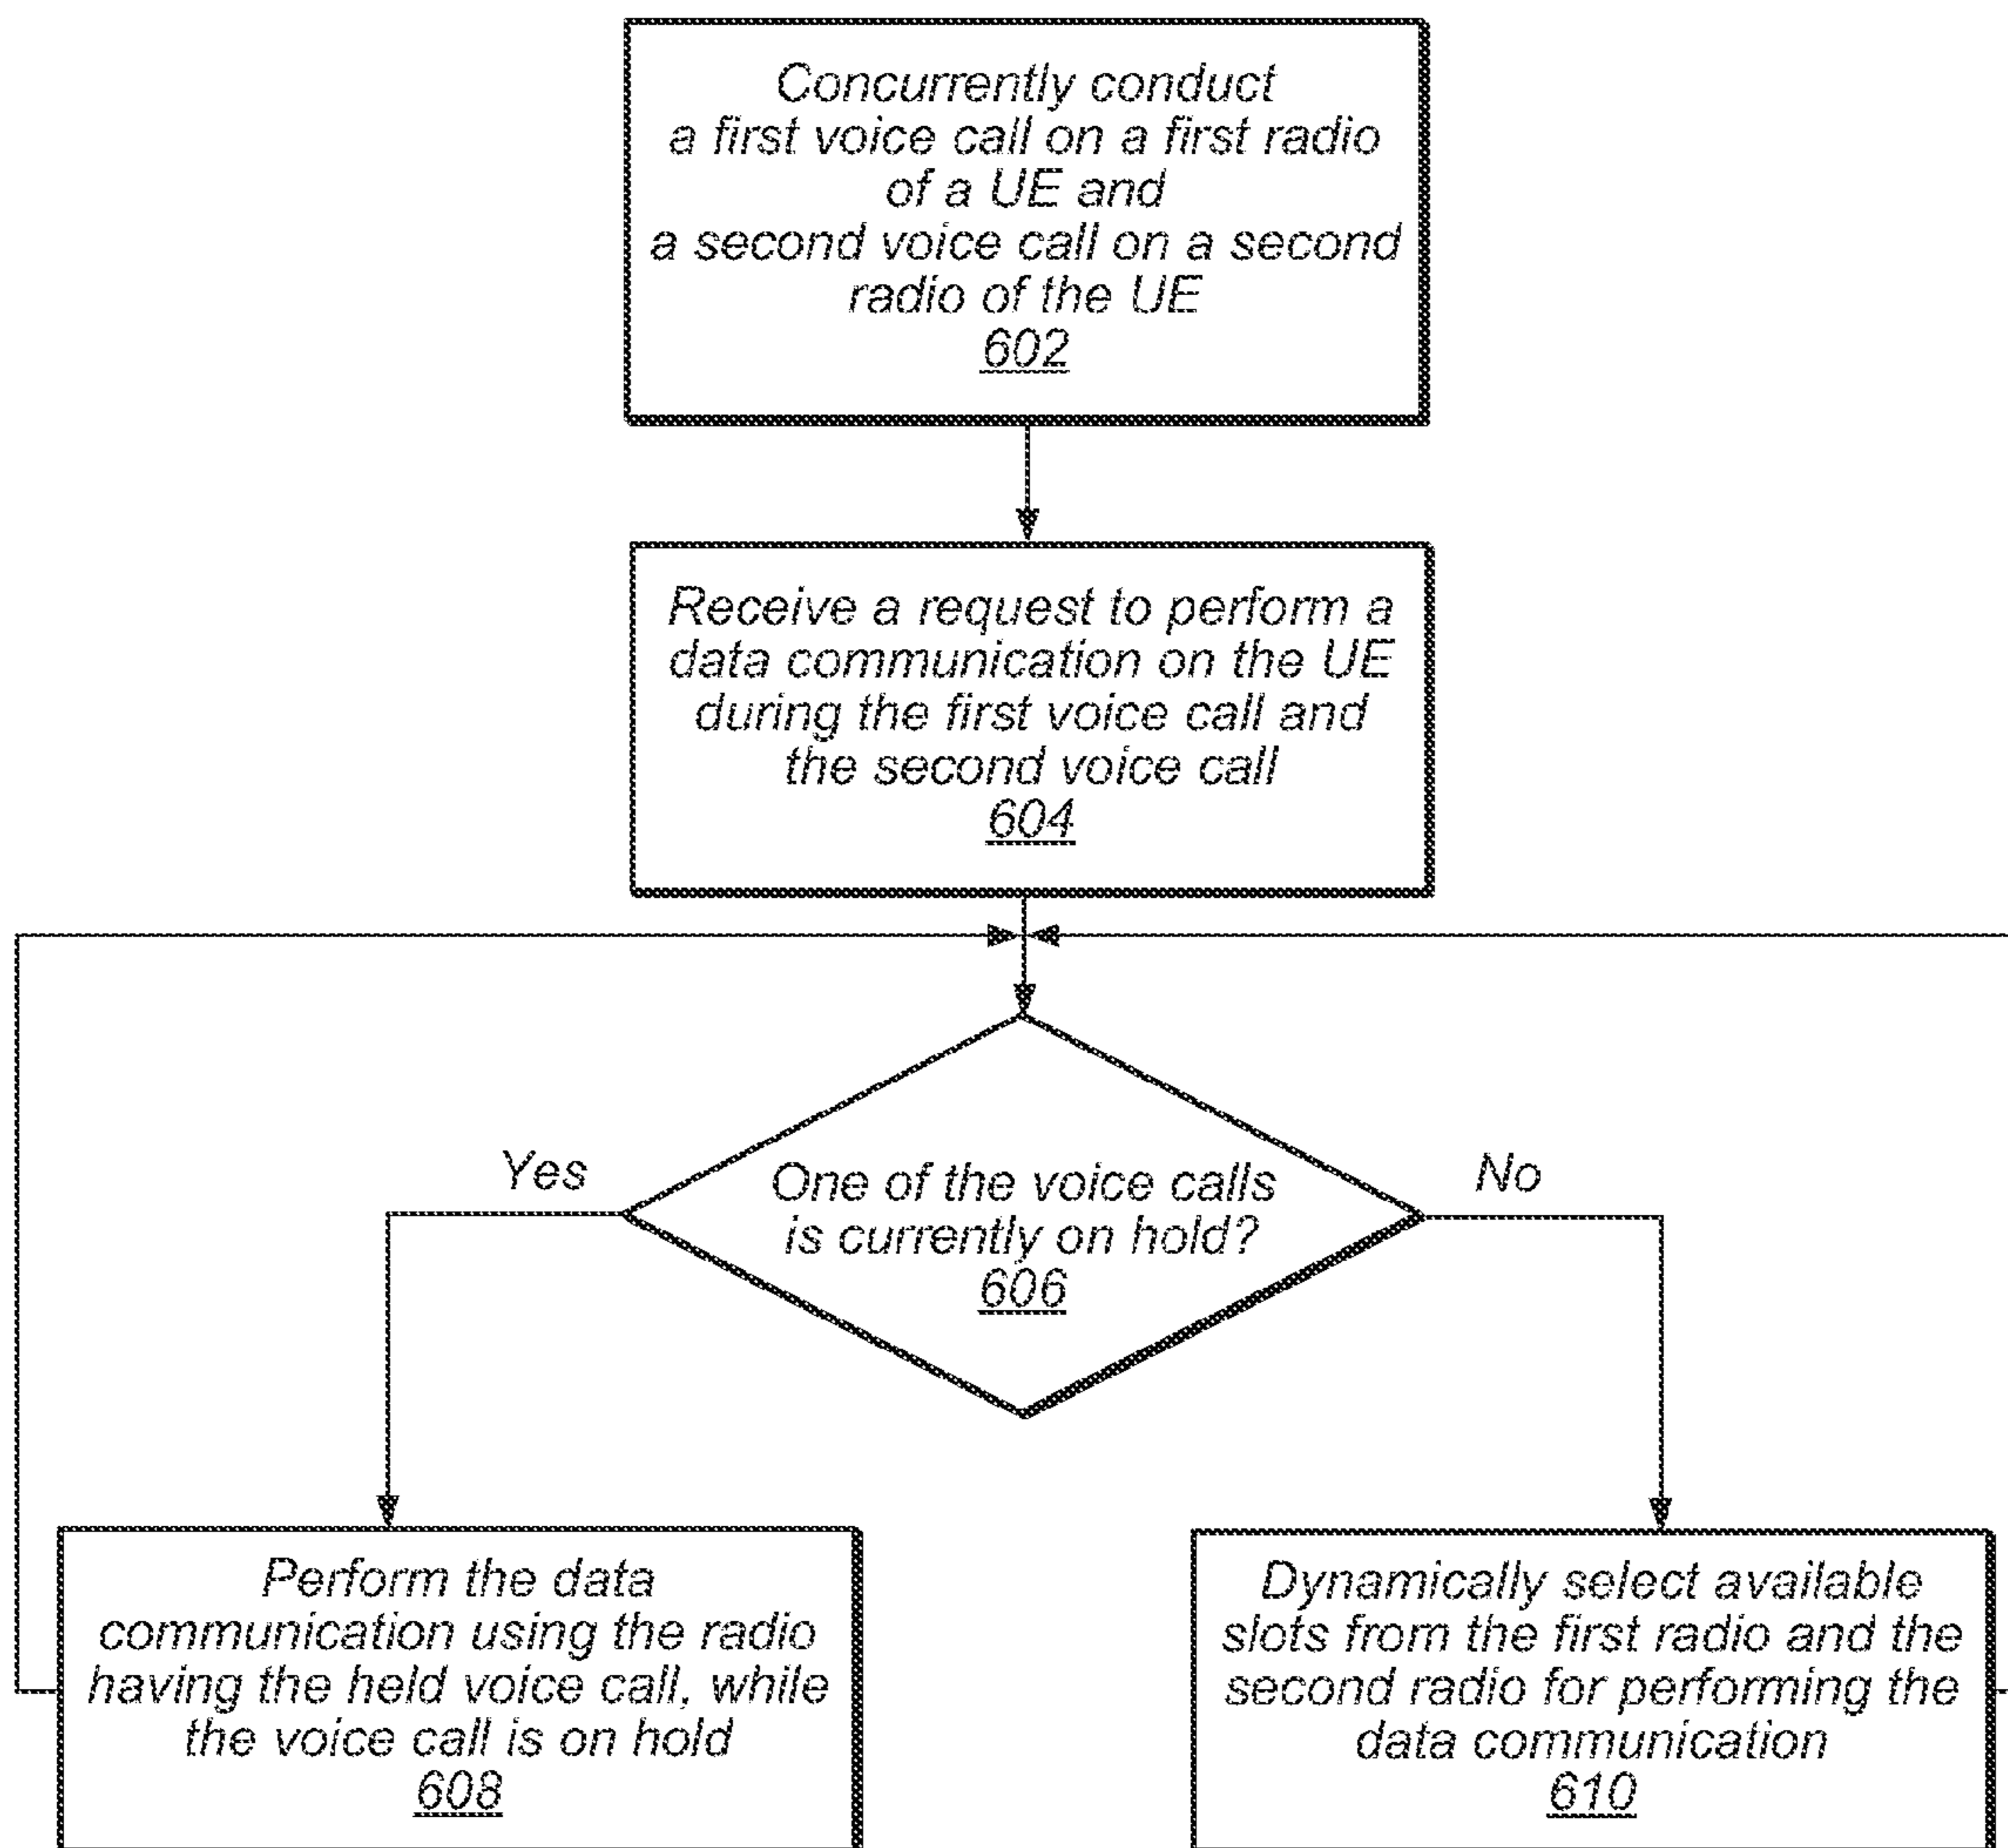 Concurrently conduct
a first voice call on a first radio
of a UE and
a second voice call on a second
radio of the UE
602
Receive a request to perform a
data communication on the UE
during the first voice call and
the second voice call
604
Yes
No
One of the voice calls
is currently on hold?
606
Perform the data
communication using the radio
having the held voice call, while
the voice call is on hold
608
Dynamically select available
slots from the first radio and the
second radio for performing the
data communication
610